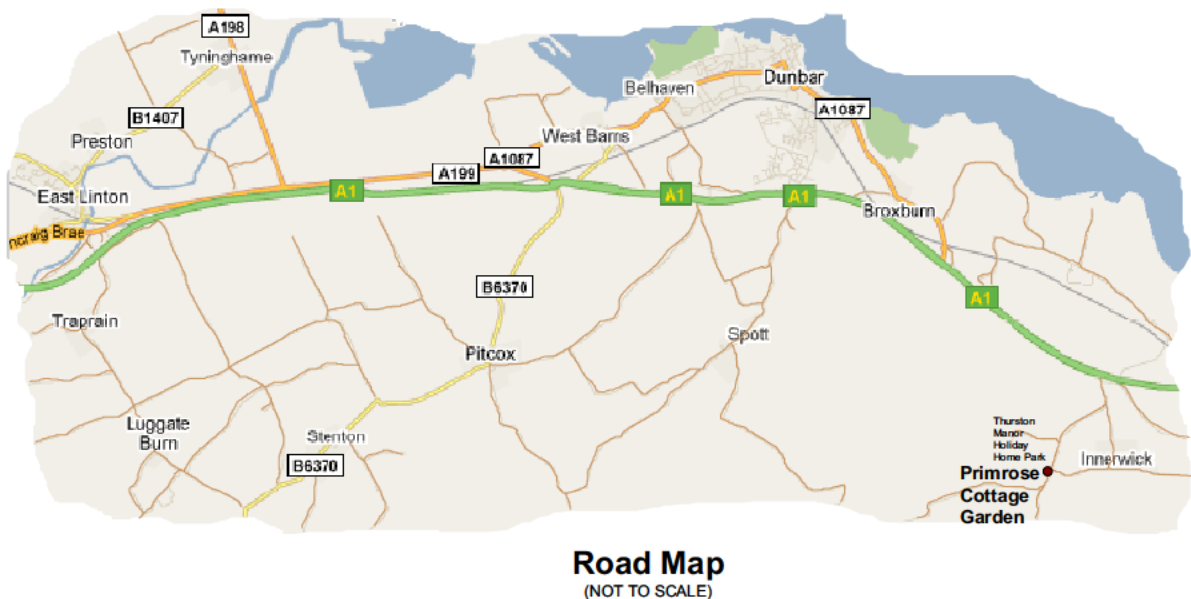 A198
Tyninghame
Belhaven
Dunbar
B1407
A1087
Preston
West Barns
A1087
A199
East Linton
A1
A1
A1
Broxburn
ncraig Brae
B6370
A1
Traprain
Spott
Pitcox
Luggate
Burn
Stenton
B6370
Thurston
Manor
Holiday
Home Park
Innerwick
Primrose
Cottage
Garden
Road Map
(NOT TO SCALE)